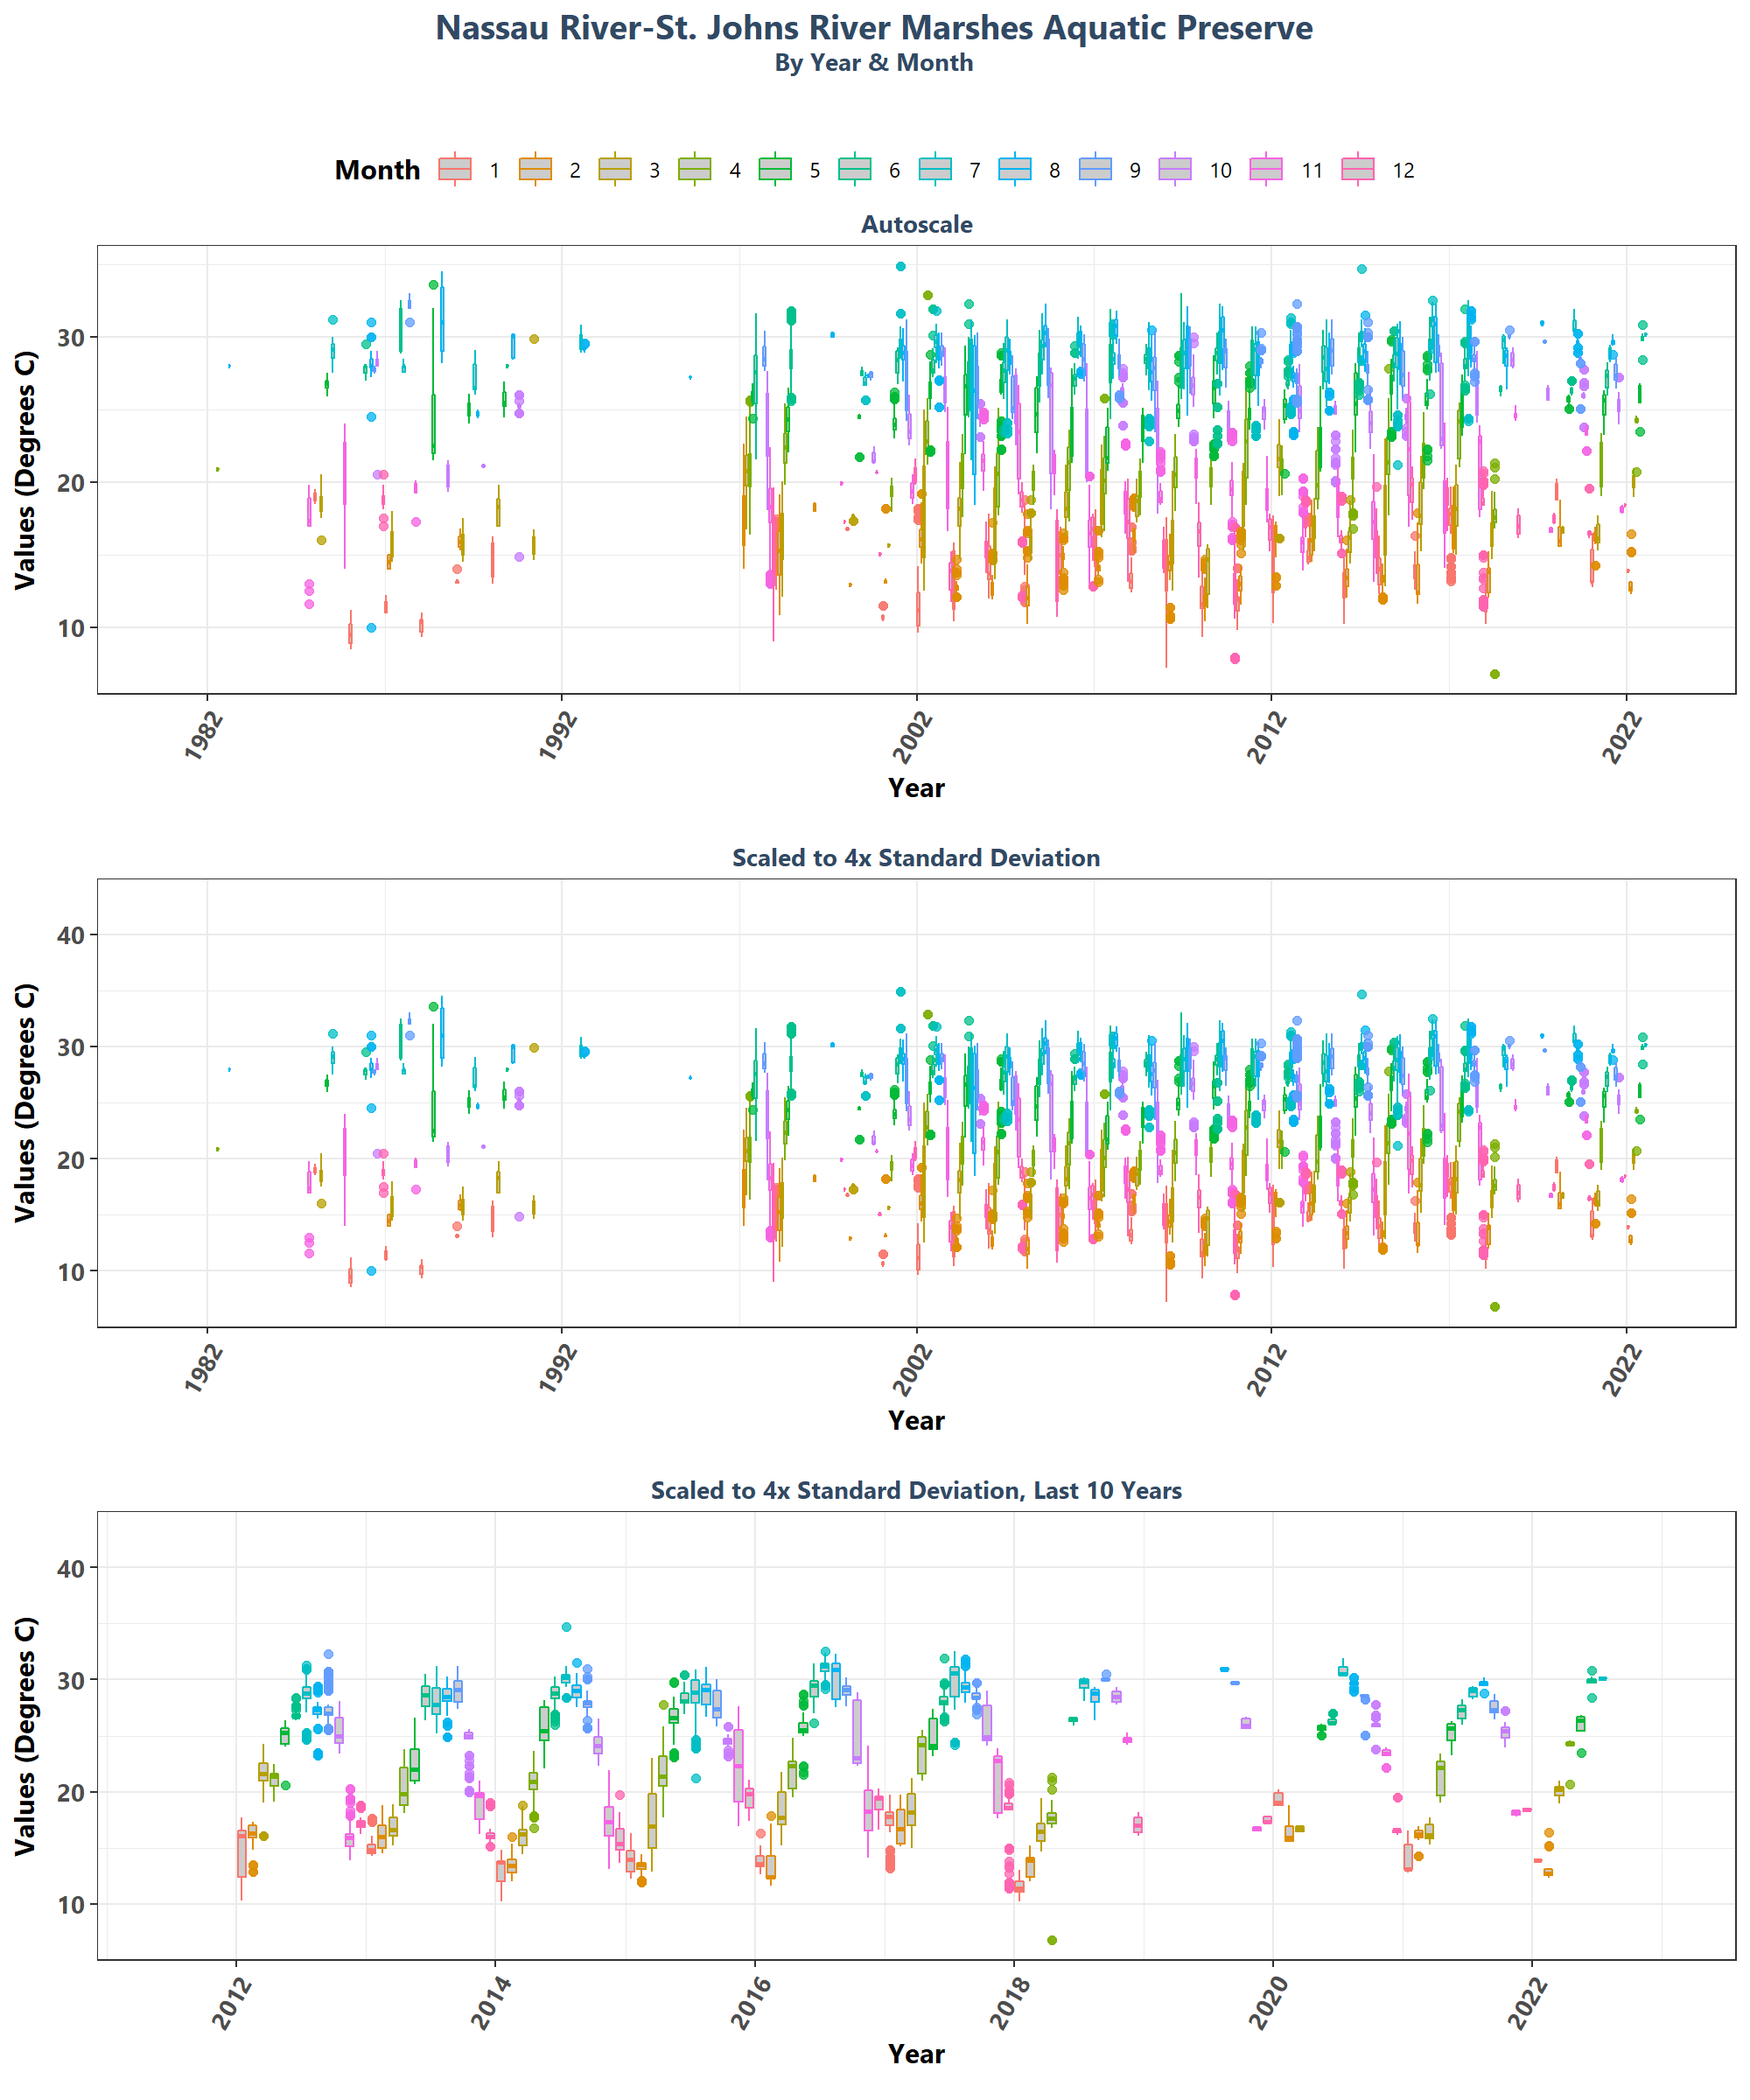 Nassau River-St. Johns River Marshes Aquatic Preserve
By Year & Month
Month 1 2 3 4 5 6 7 8 9 10 11 12
Autoscale
Values (Degrees C)
30
20
10
1982 1992 2002 2012 2022
Year
Scaled to 4x Standard Deviation
Values (Degrees C)
40
30
20
10
1982 1992 2002 2012 2022
Year
Scaled to 4x Standard Deviation, Last 10 Years
Values (Degrees C)
40
30
20
10
2012 2014 2016 2018 2020 2022
Year